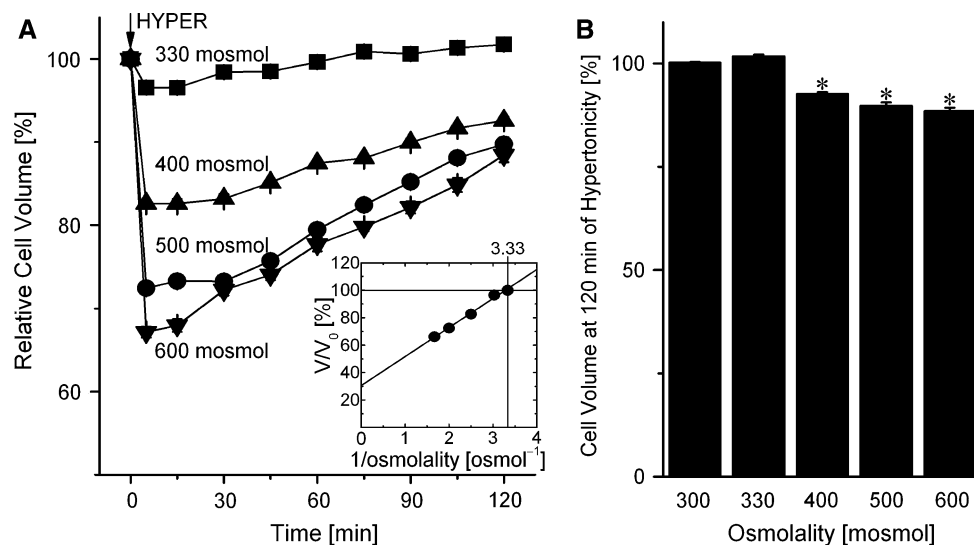 A
HYPER
330 mosmol
400 mosmol
500 mosmol
600 mosmol
100
80
60
Relative Cell Volume [%]
0 30 60 90 120
Time [min]
3.33
120
100
80
60
40
20
V/V0 [%]
0 1 2 3 4
1/osmolality [osmol⁻¹]
B
Cell Volume at 120 min of Hypertonicity [%]
100
50
0
* * *
300 330 400 500 600
Osmolality [mosmol]